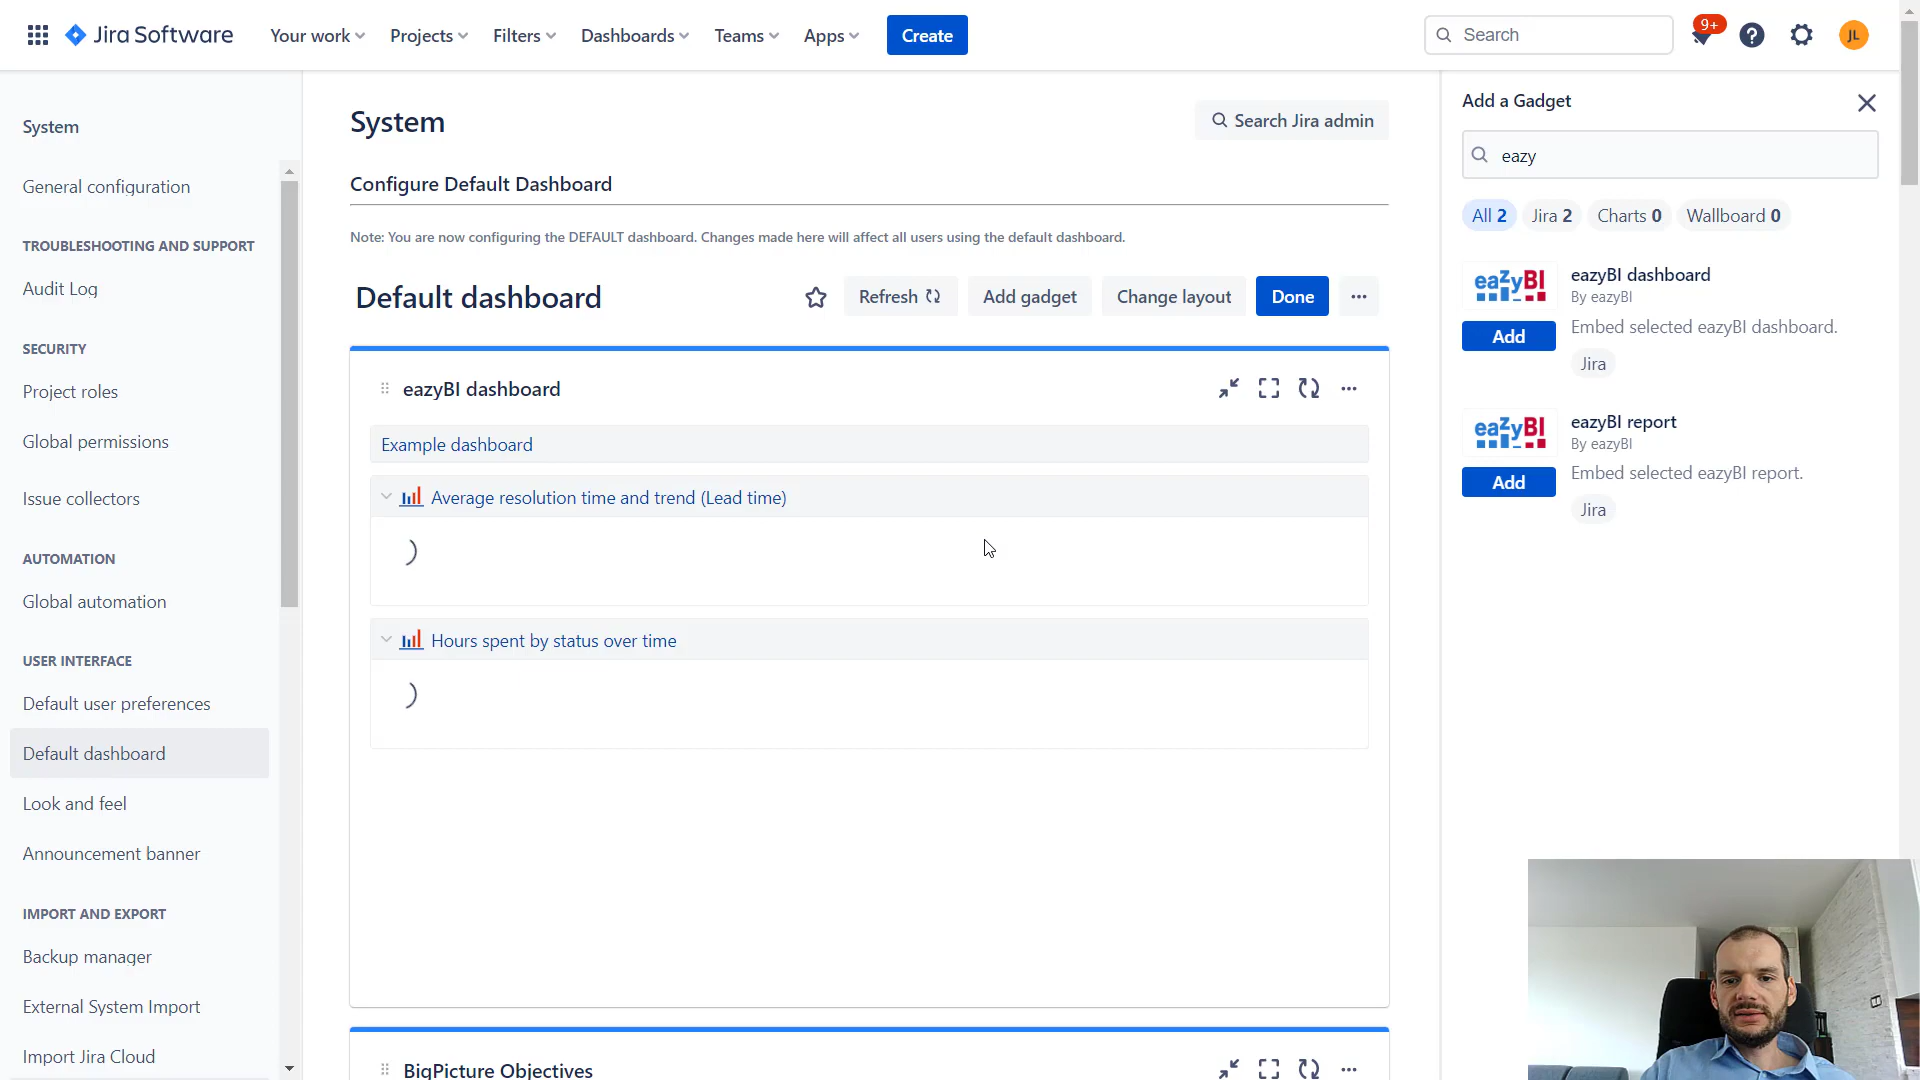 Jira Software
Your work
Projects
Filters
Dashboards
Teams
Apps
Create
Search
9+
?
JL
System
General configuration
TROUBLESHOOTING AND SUPPORT
Audit Log
SECURITY
Project roles
Global permissions
Issue collectors
AUTOMATION
Global automation
USER INTERFACE
Default user preferences
Default dashboard
Look and feel
Announcement banner
IMPORT AND EXPORT
Backup manager
External System Import
Import Jira Cloud
System
Search Jira admin
Configure Default Dashboard
Note: You are now configuring the DEFAULT dashboard. Changes made here will affect all users using the default dashboard.
Default dashboard
Refresh
Add gadget
Change layout
Done
eazyBI dashboard
Example dashboard
Average resolution time and trend (Lead time)
Hours spent by status over time
BigPicture Objectives
Add a Gadget
eazy
All 2
Jira 2
Charts 0
Wallboard 0
eazyBI
eazyBI dashboard
By eazyBI
Add
Embed selected eazyBI dashboard.
Jira
eazyBI
eazyBI report
By eazyBI
Add
Embed selected eazyBI report.
Jira